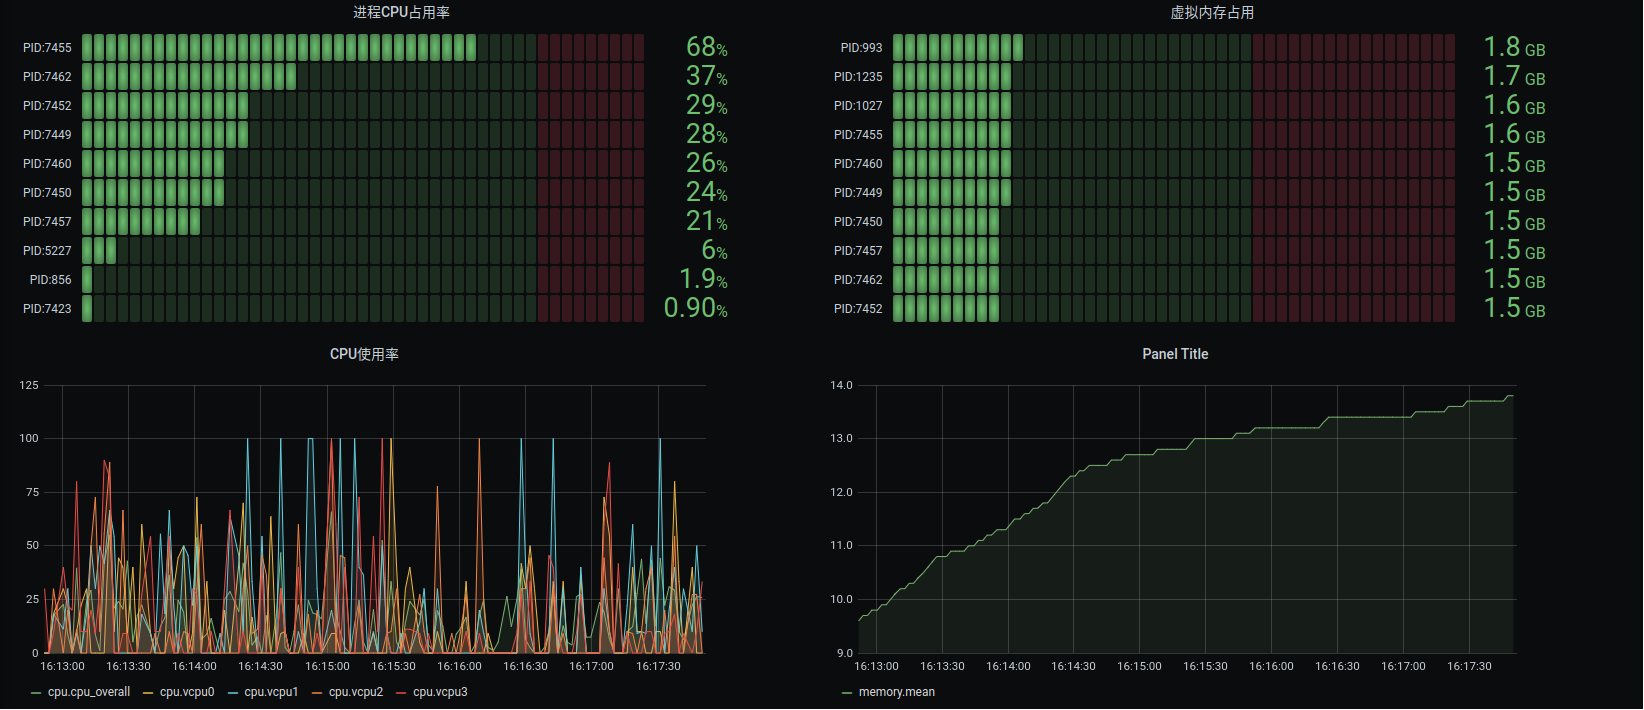 进程CPU占用率
PID:7455 68%
PID:7462 37%
PID:7452 29%
PID:7449 28%
PID:7460 26%
PID:7450 24%
PID:7457 21%
PID:5227 6%
PID:856 1.9%
PID:7423 0.90%
虚拟内存占用
PID:993 1.8 GB
PID:1235 1.7 GB
PID:1027 1.6 GB
PID:7455 1.6 GB
PID:7460 1.5 GB
PID:7449 1.5 GB
PID:7450 1.5 GB
PID:7457 1.5 GB
PID:7462 1.5 GB
PID:7452 1.5 GB
CPU使用率
125
100
75
50
25
0
16:13:00 16:13:30 16:14:00 16:14:30 16:15:00 16:15:30 16:16:00 16:16:30 16:17:00 16:17:30
cpu.cpu_overall cpu.vcpu0 cpu.vcpu1 cpu.vcpu2 cpu.vcpu3
Panel Title
14.0
13.0
12.0
11.0
10.0
9.0
16:13:00 16:13:30 16:14:00 16:14:30 16:15:00 16:15:30 16:16:00 16:16:30 16:17:00 16:17:30
memory.mean